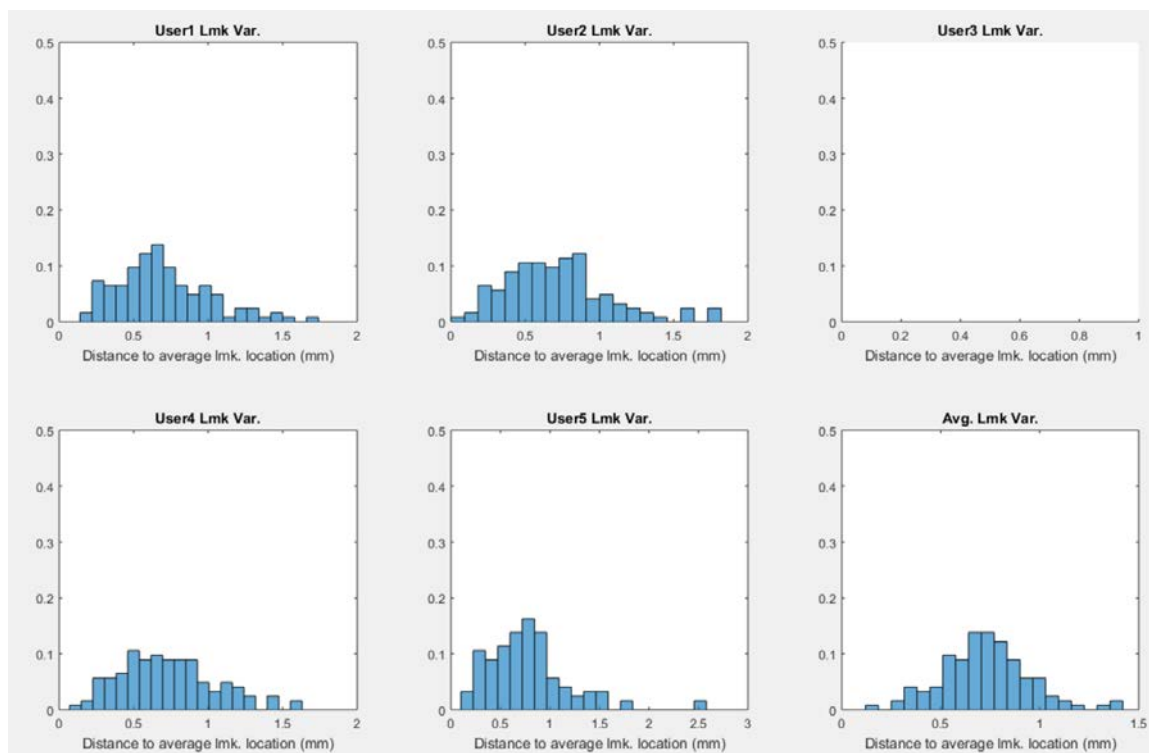 User1 Lmk Var.
0.5
0.4
0.3
0.2
0.1
0
0 0.5 1 1.5 2
Distance to average lmk. location (mm)
User2 Lmk Var.
0.5
0.4
0.3
0.2
0.1
0
0 0.5 1 1.5 2
Distance to average lmk. location (mm)
User3 Lmk Var.
0.5
0.4
0.3
0.2
0.1
0
0 0.2 0.4 0.6 0.8 1
Distance to average lmk. location (mm)
User4 Lmk Var.
0.5
0.4
0.3
0.2
0.1
0
0 0.5 1 1.5 2
Distance to average lmk. location (mm)
User5 Lmk Var.
0.5
0.4
0.3
0.2
0.1
0
0 0.5 1 1.5 2 2.5 3
Distance to average lmk. location (mm)
Avg. Lmk Var.
0.5
0.4
0.3
0.2
0.1
0
0 0.5 1 1.5
Distance to average lmk. location (mm)